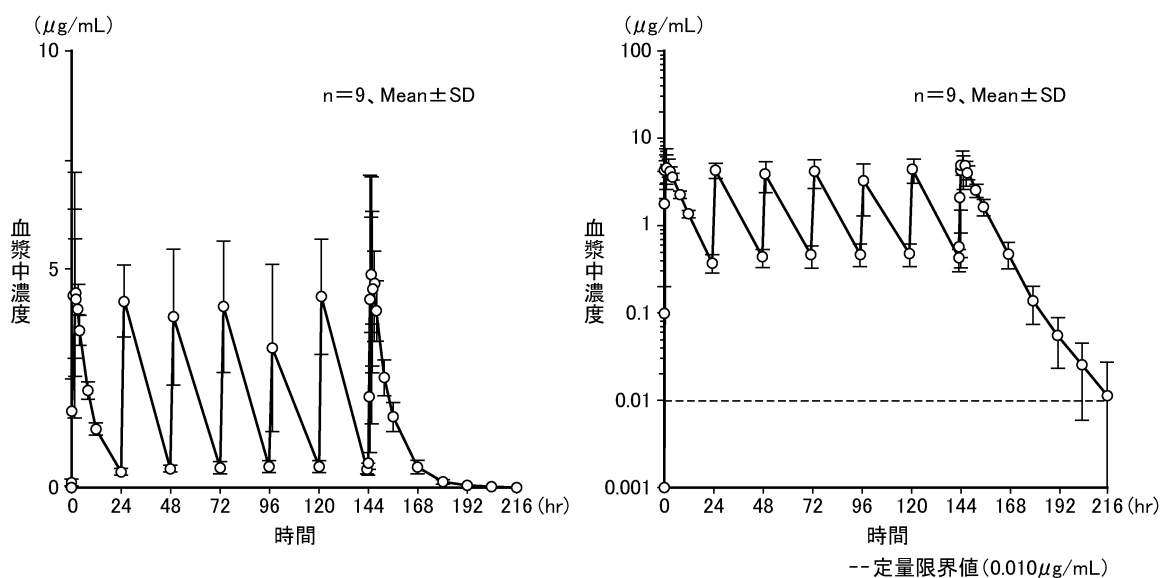 (μg/mL)
10
5
0
n=9、Mean±SD
血漿中濃度
0 24 48 72 96 120 144 168 192 216 (hr)
時間
(μg/mL)
100
10
1
0.1
0.01
0.001
n=9、Mean±SD
血漿中濃度
0 24 48 72 96 120 144 168 192 216 (hr)
時間
--定量限界値(0.010μg/mL)